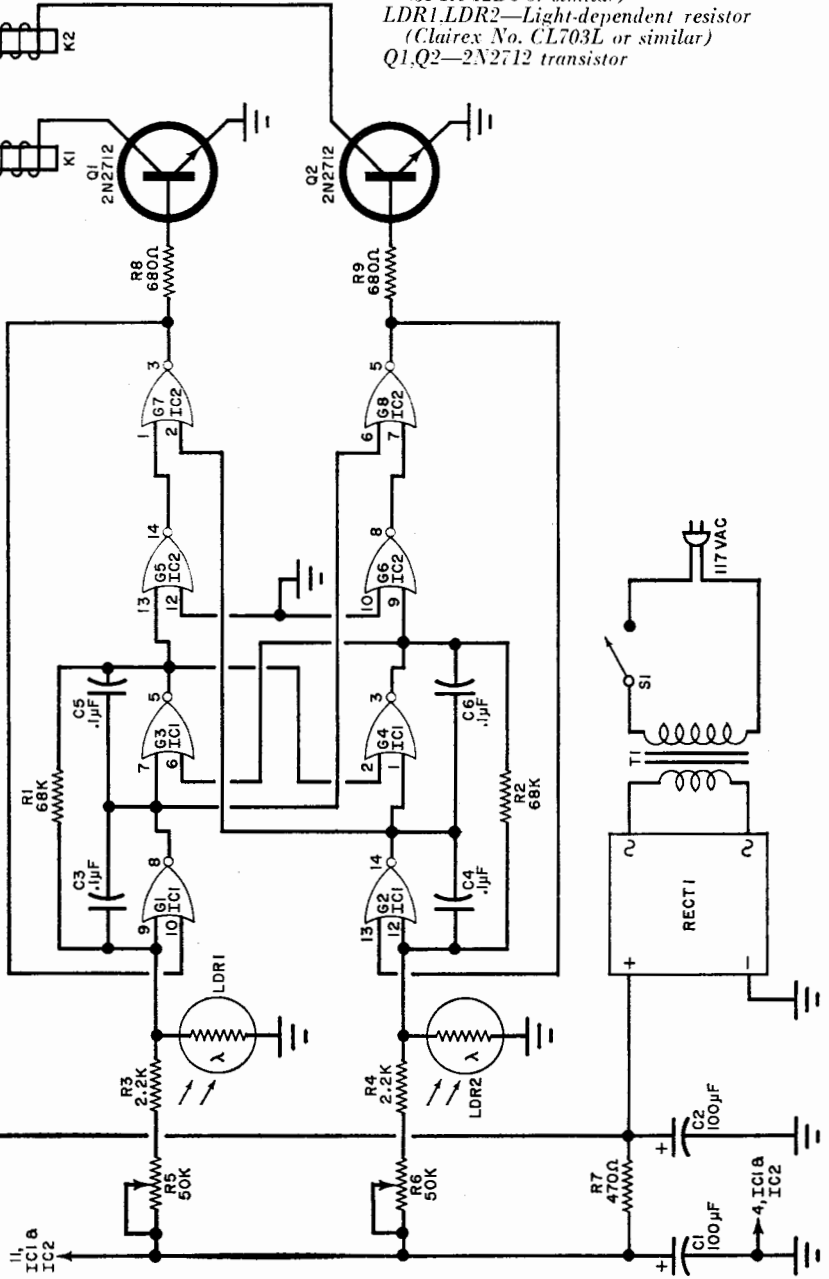 LDR1,LDR2—Light-dependent resistor
(Clairex No. CL703L or similar)
Q1,Q2—2N2712 transistor
K2
K1
Q1
2N2712
Q2
2N2712
R8
680Ω
R9
680Ω
3
G7
IC2
1
2
5
G8
IC2
6
7
14
G5
IC2
13
12
8
G6
IC2
10
9
R1
68K
C5
.1µF
C3
.1µF
5
G3
IC1
7
6
3
G4
IC1
2
1
C6
.1µF
C4
.1µF
R2
68K
8
G1
IC1
9
10
14
G2
IC1
13
12
LDR1
λ
LDR2
λ
R3
2.2K
R4
2.2K
R5
50K
R6
50K
11,
IC1 &
IC2
R7
470Ω
+
C2
100µF
+
C1
100µF
4, IC1 &
IC2
RECT1
+
−
T1
S1
117VAC